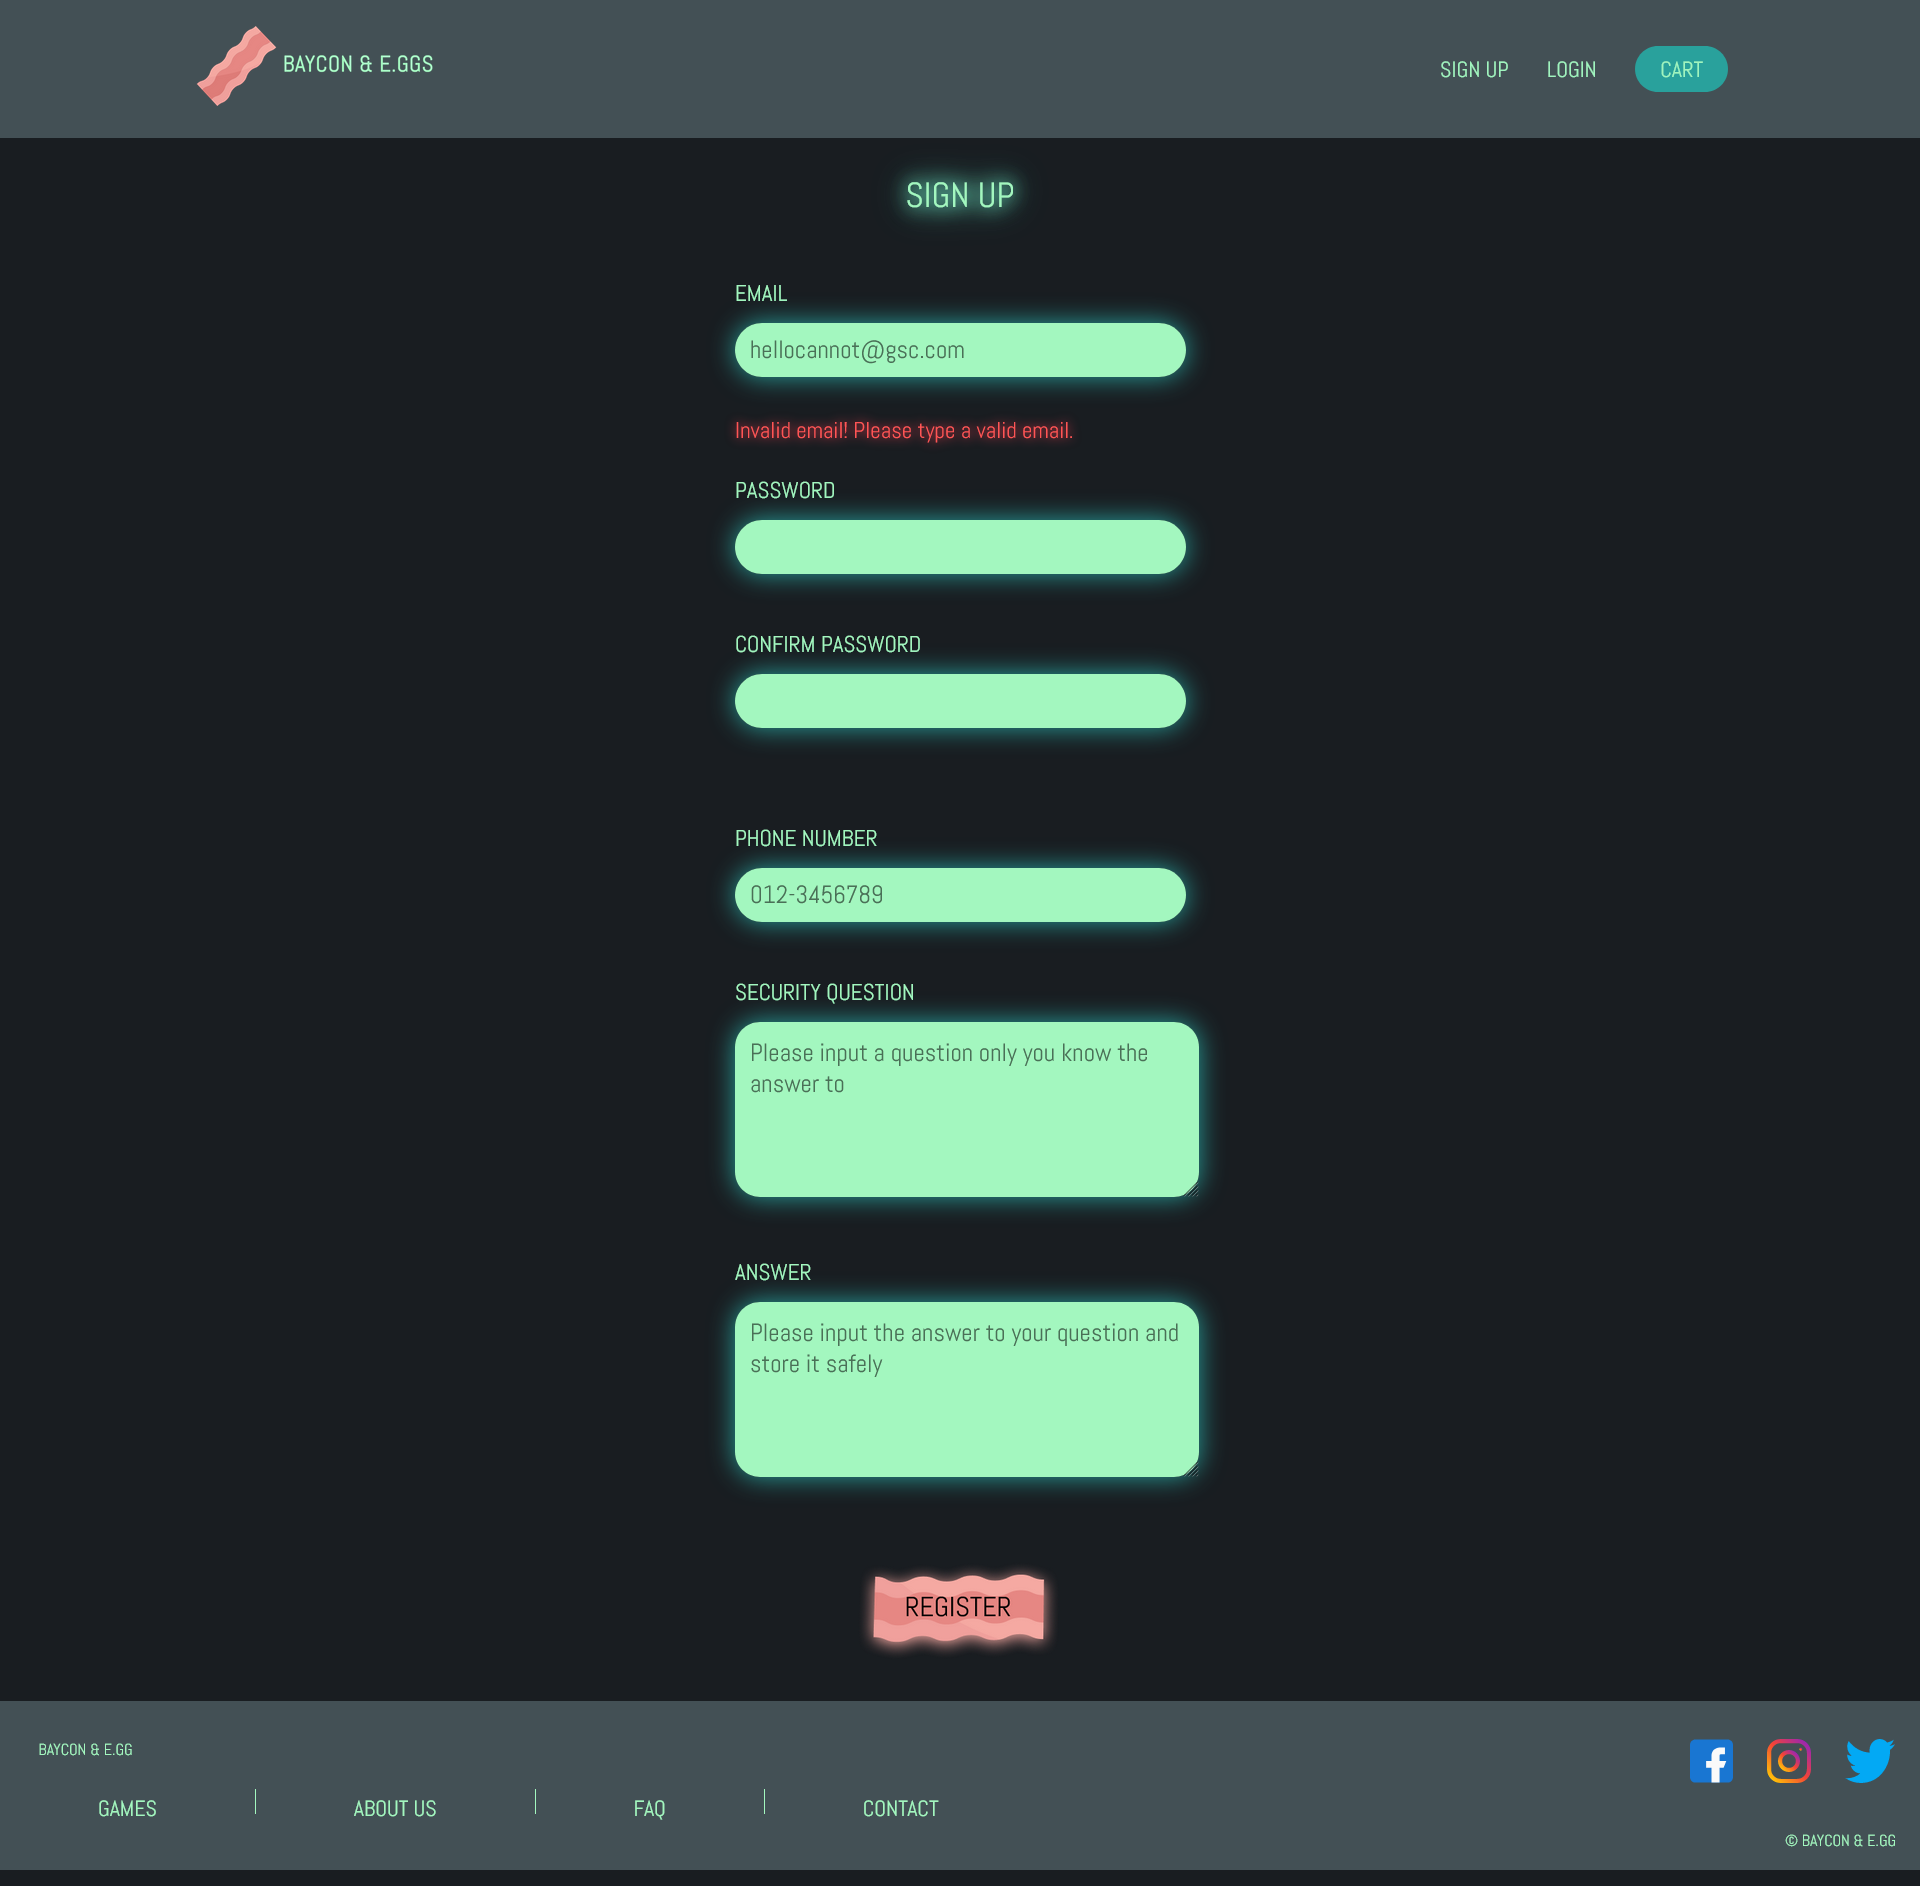 BAYCON & E.GGS
SIGN UP
LOGIN
CART
SIGN UP
EMAIL
hellocannot@gsc.com
Invalid email! Please type a valid email.
PASSWORD
CONFIRM PASSWORD
PHONE NUMBER
012-3456789
SECURITY QUESTION
Please input a question only you know the
answer to
ANSWER
Please input the answer to your question and
store it safely
REGISTER
BAYCON & E.GG
GAMES
ABOUT US
FAQ
CONTACT
© BAYCON & E.GG